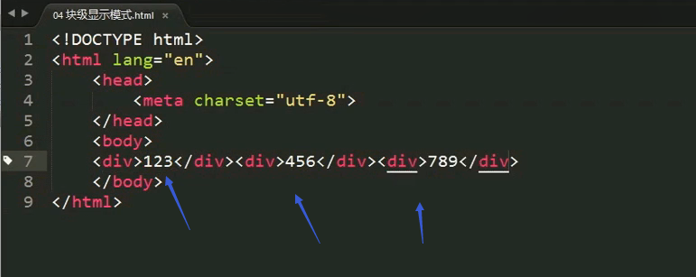 04 块级显示模式.html ×
1 <!DOCTYPE html>
2 <html lang="en">
3 <head>
4 <meta charset="utf-8">
5 </head>
6 <body>
7 <div>123</div><div>456</div><div>789</div>
8 </body>
9 </html>